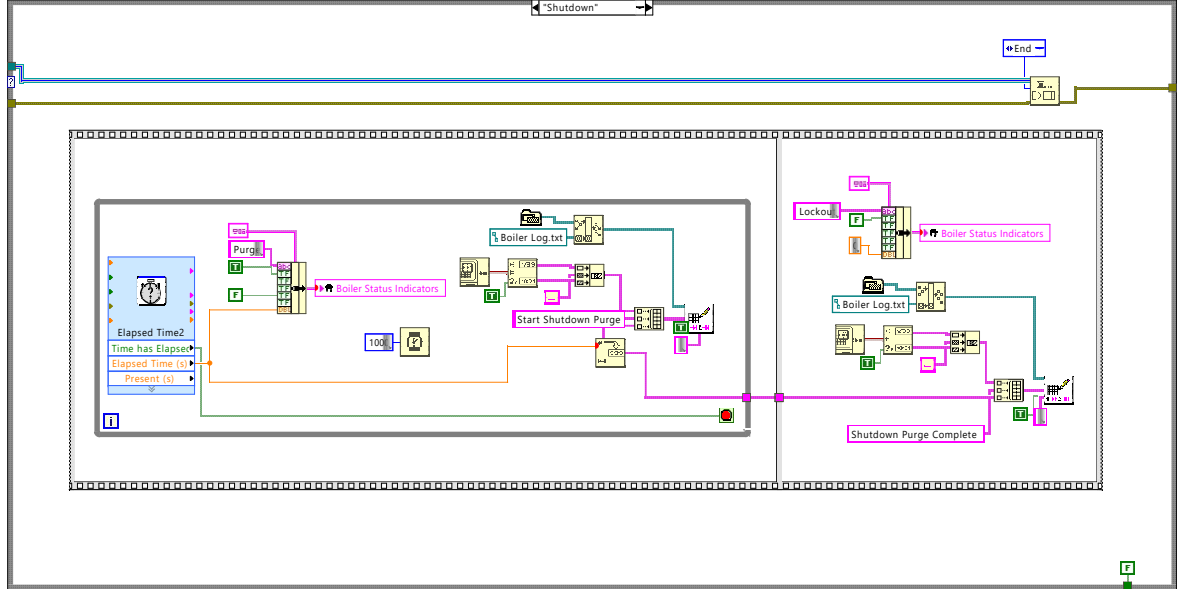 "Shutdown"
End
?
Lockou
Boiler Log.txt
Purge
T
F
Boiler Status Indicators
F
Boiler Status Indicators
T
Elapsed Time2
Time has Elapsed
Elapsed Time (s)
Present (s)
Start Shutdown Purge
T
100
Boiler Log.txt
T
T
Shutdown Purge Complete
i
F